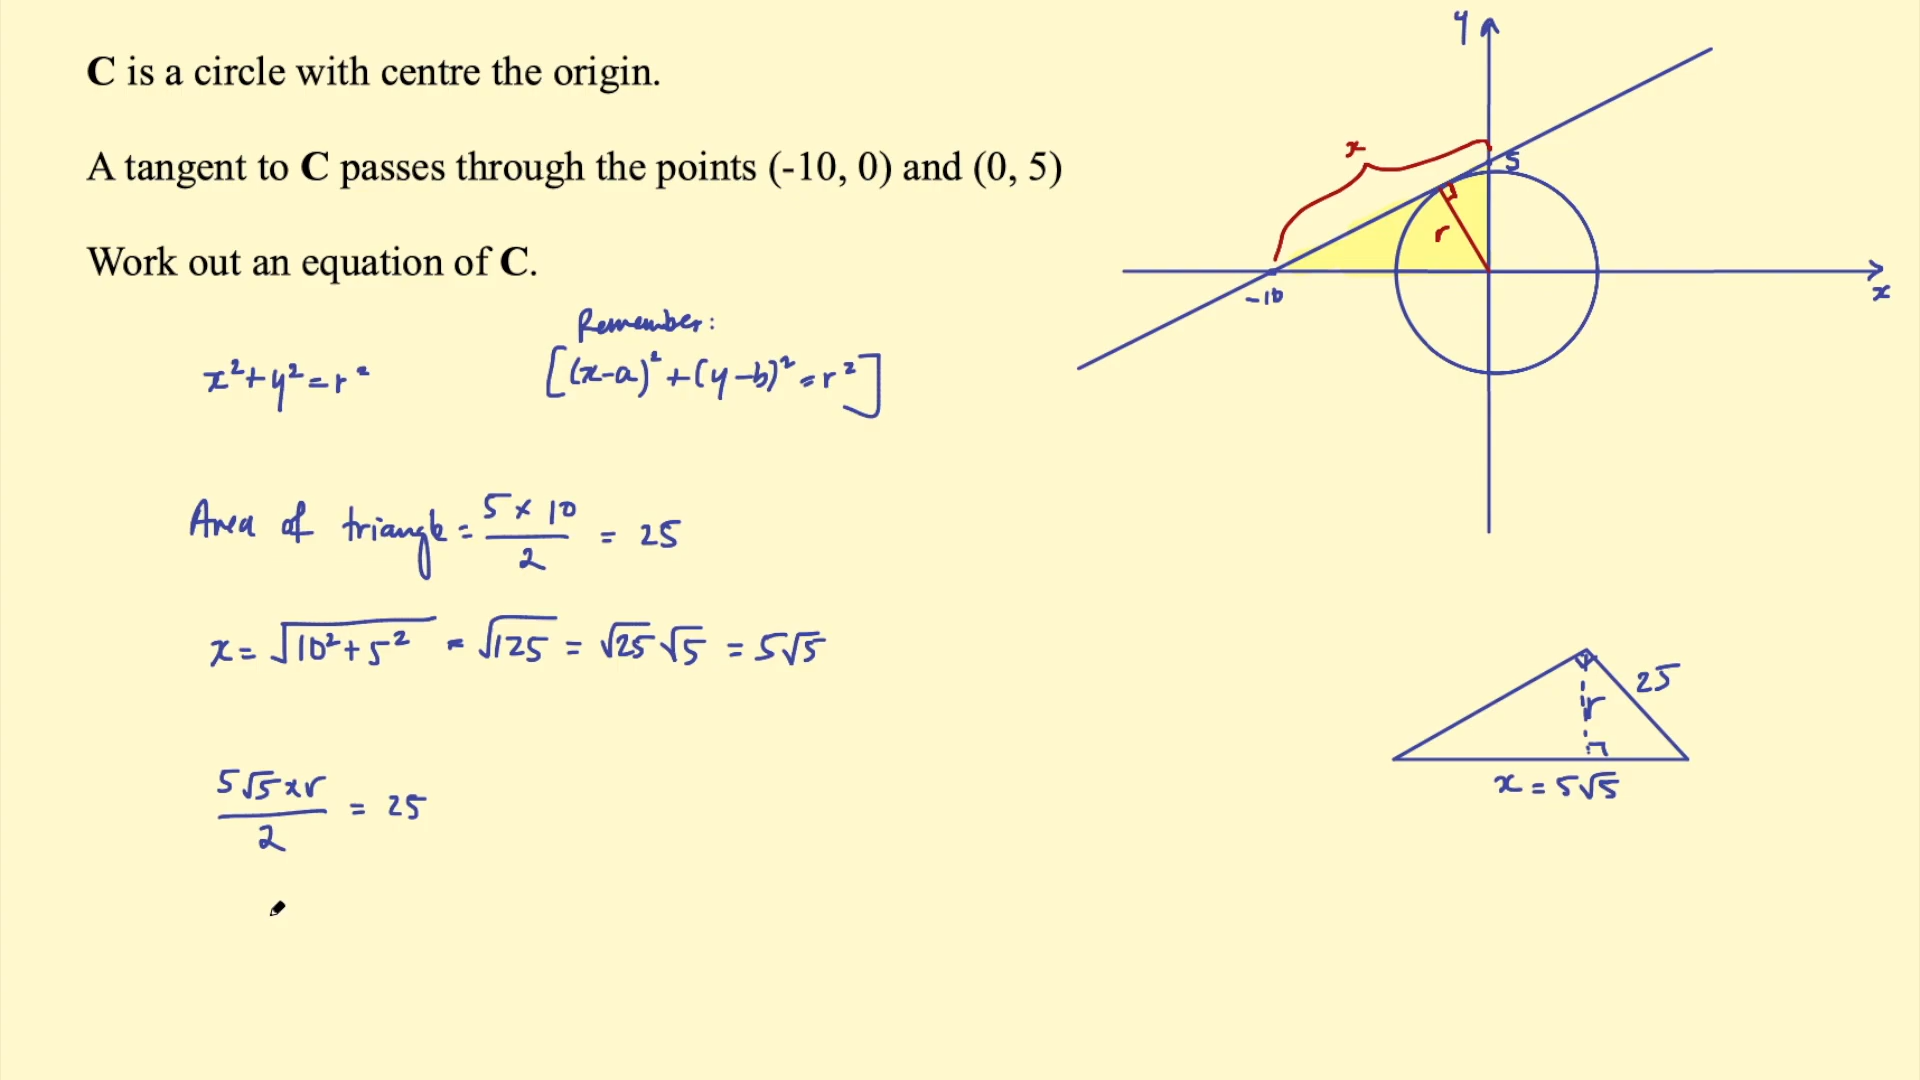 C is a circle with centre the origin.
A tangent to C passes through the points (-10, 0) and (0, 5)
Work out an equation of C.
Remember:
x²+y²=r²
[(x-a)²+(y-b)²=r²]
Area of triangle = 5×10/2 = 25
x = √(10²+5²) = √125 = √25√5 = 5√5
5√5×r/2 = 25
y
x
5
r
-10
x
25
r
x = 5√5